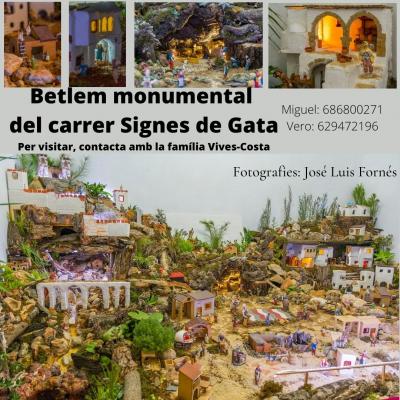 Betlem monumental
del carrer Signes de Gata
Per visitar, contacta amb la família Vives-Costa
Miguel: 686800271
Vero: 629472196
Fotografies: José Luis Fornés